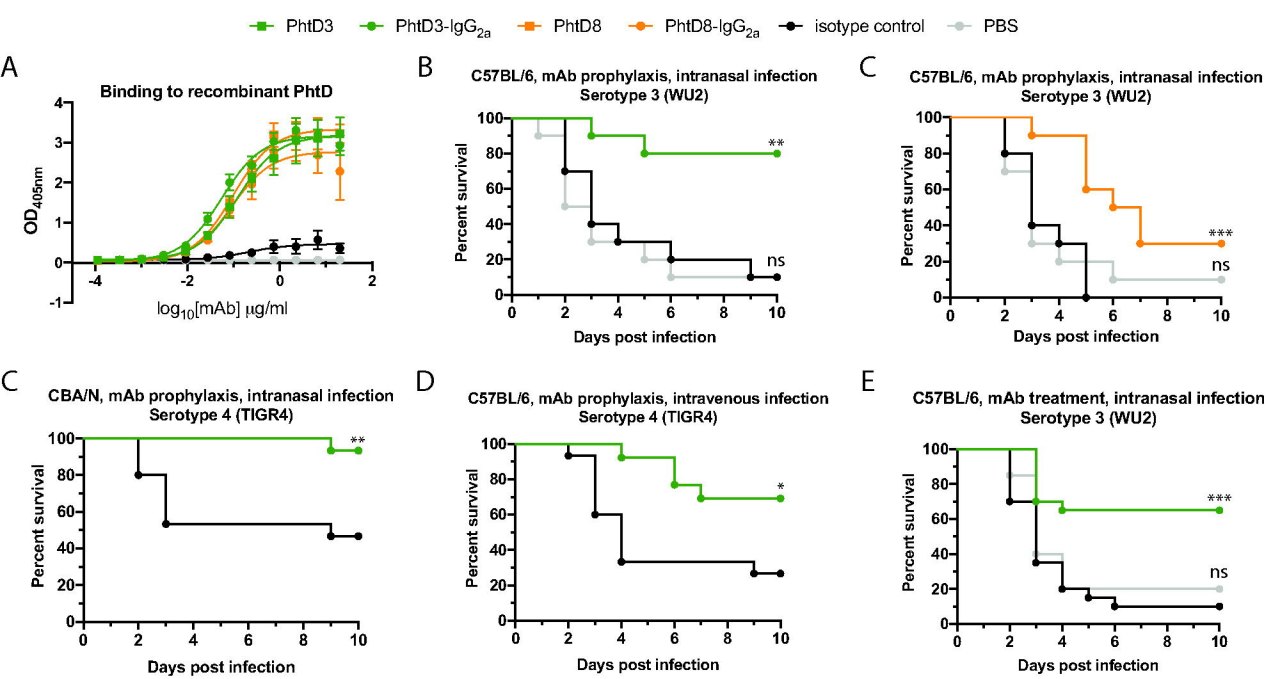 PhtD3 PhtD3-IgG2a PhtD8 PhtD8-IgG2a isotype control PBS
A
Binding to recombinant PhtD
4
3
2
1
0
-1
OD405nm
-4 -2 0 2
log10[mAb] μg/ml
B
C57BL/6, mAb prophylaxis, intranasal infection
Serotype 3 (WU2)
100
80
60
40
20
0
Percent survival
**
ns
0 2 4 6 8 10
Days post infection
C
C57BL/6, mAb prophylaxis, intranasal infection
Serotype 3 (WU2)
100
80
60
40
20
0
Percent survival
***
ns
0 2 4 6 8 10
Days post infection
C
CBA/N, mAb prophylaxis, intranasal infection
Serotype 4 (TIGR4)
100
80
60
40
20
0
Percent survival
**
0 2 4 6 8 10
Days post infection
D
C57BL/6, mAb prophylaxis, intravenous infection
Serotype 4 (TIGR4)
100
80
60
40
20
0
Percent survival
*
0 2 4 6 8 10
Days post infection
E
C57BL/6, mAb treatment, intranasal infection
Serotype 3 (WU2)
100
80
60
40
20
0
Percent survival
***
ns
0 2 4 6 8 10
Days post infection